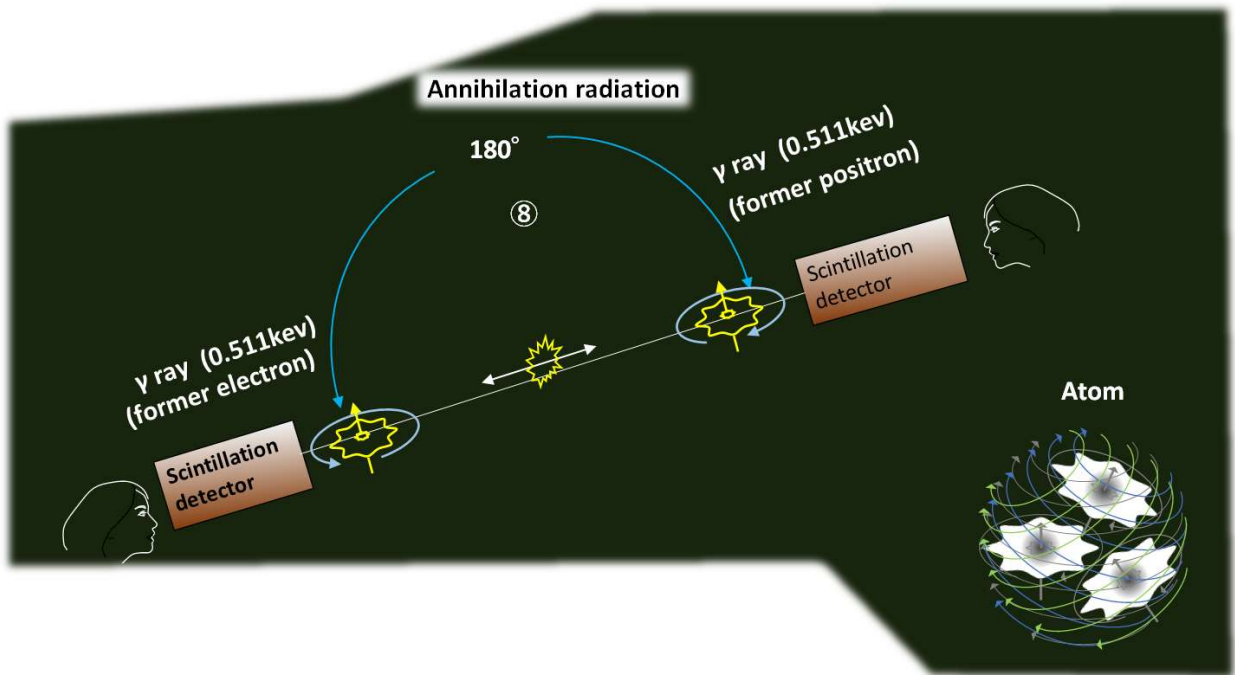 Annihilation radiation
180°
⑧
γ ray (0.511kev)
(former positron)
Scintillation
detector
γ ray (0.511kev)
(former electron)
Scintillation
detector
Atom